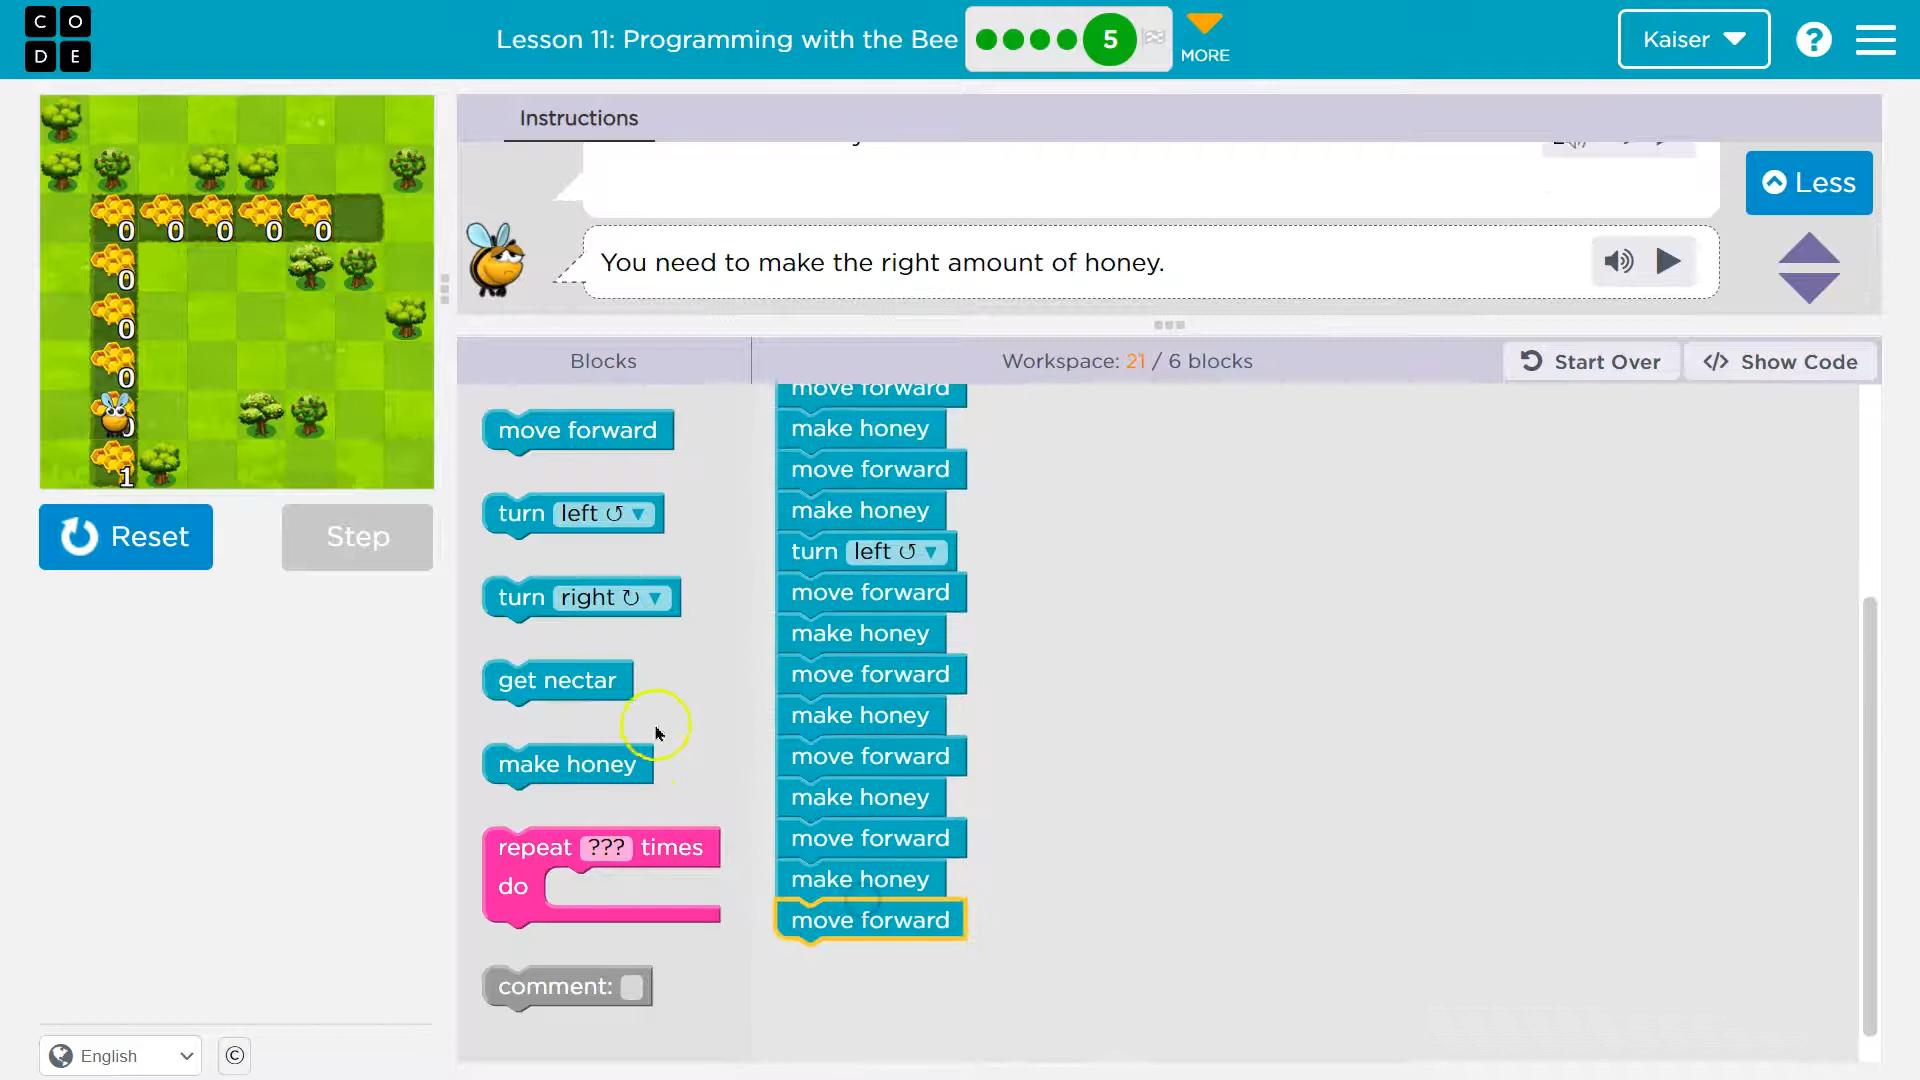 C O
D E
Lesson 11: Programming with the Bee
5
MORE
Kaiser
?
Instructions
Less
You need to make the right amount of honey.
0 0 0 0 0
0
0
0
1
Reset
Step
Blocks
Workspace: 21 / 6 blocks
Start Over
</> Show Code
move forward
turn left ↺ ▼
turn right ↻ ▼
get nectar
make honey
repeat ??? times
do
comment:
move forward
make honey
move forward
make honey
turn left ↺ ▼
move forward
make honey
move forward
make honey
move forward
make honey
move forward
make honey
move forward
English
©